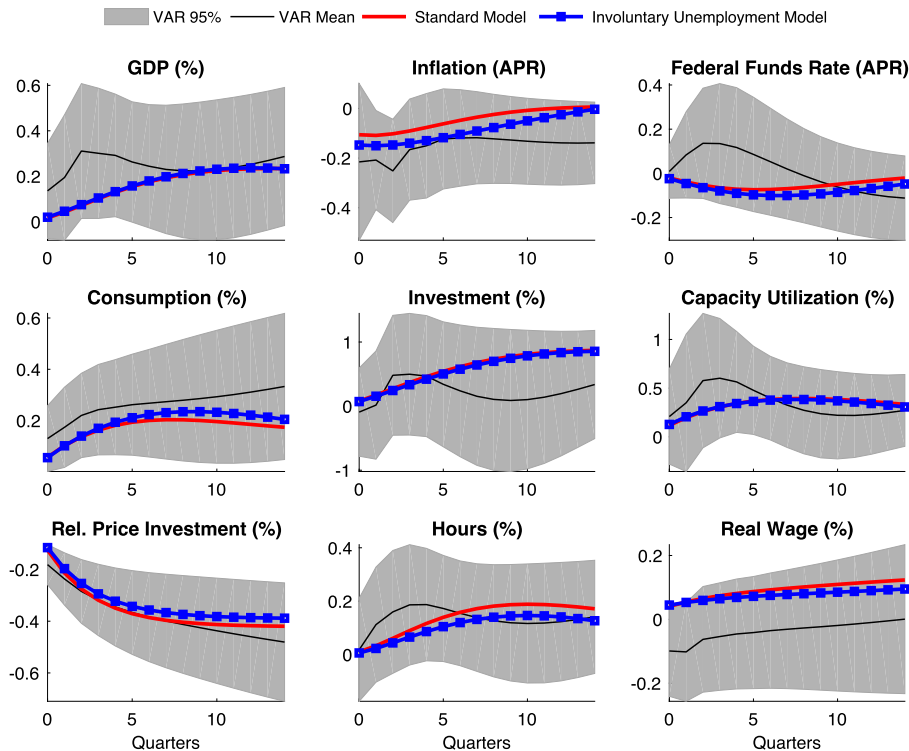 VAR 95% VAR Mean Standard Model Involuntary Unemployment Model
GDP (%) Inflation (APR) Federal Funds Rate (APR)
0.6 0 0.4
0.4 0.2
0.2 -0.2 0
0 -0.4 -0.2
0 5 10 0 5 10 0 5 10
Consumption (%) Investment (%) Capacity Utilization (%)
0.6 1 1
0.4 0.5
0.2 0 0
-1
0 5 10 0 5 10 0 5 10
Rel. Price Investment (%) Hours (%) Real Wage (%)
-0.2 0.4 0.2
-0.4 0.2 0
-0.6 0 -0.2
0 5 10 0 5 10 0 5 10
Quarters Quarters Quarters